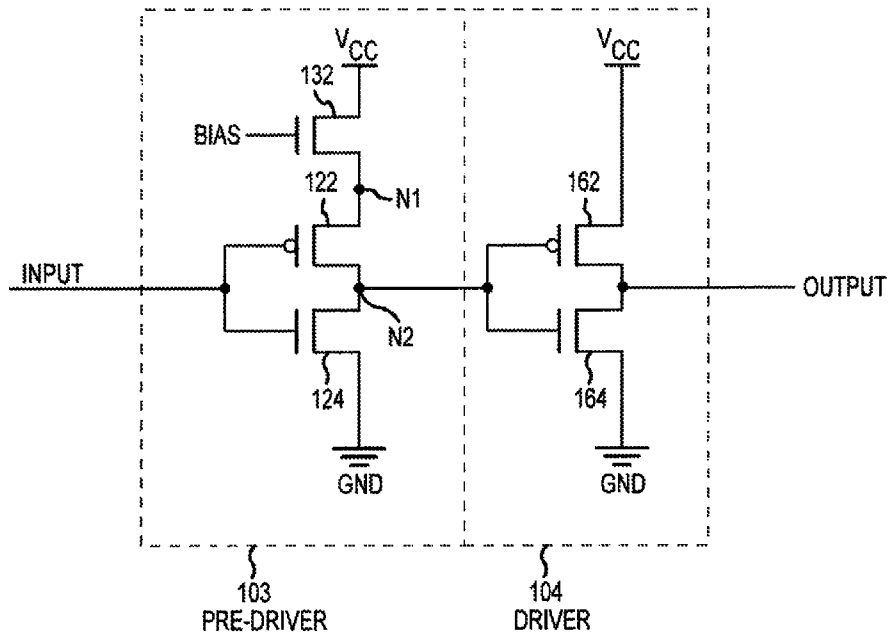 VCC
VCC
132
BIAS
122
N1
162
INPUT
OUTPUT
N2
124
164
GND
GND
103
PRE-DRIVER
104
DRIVER